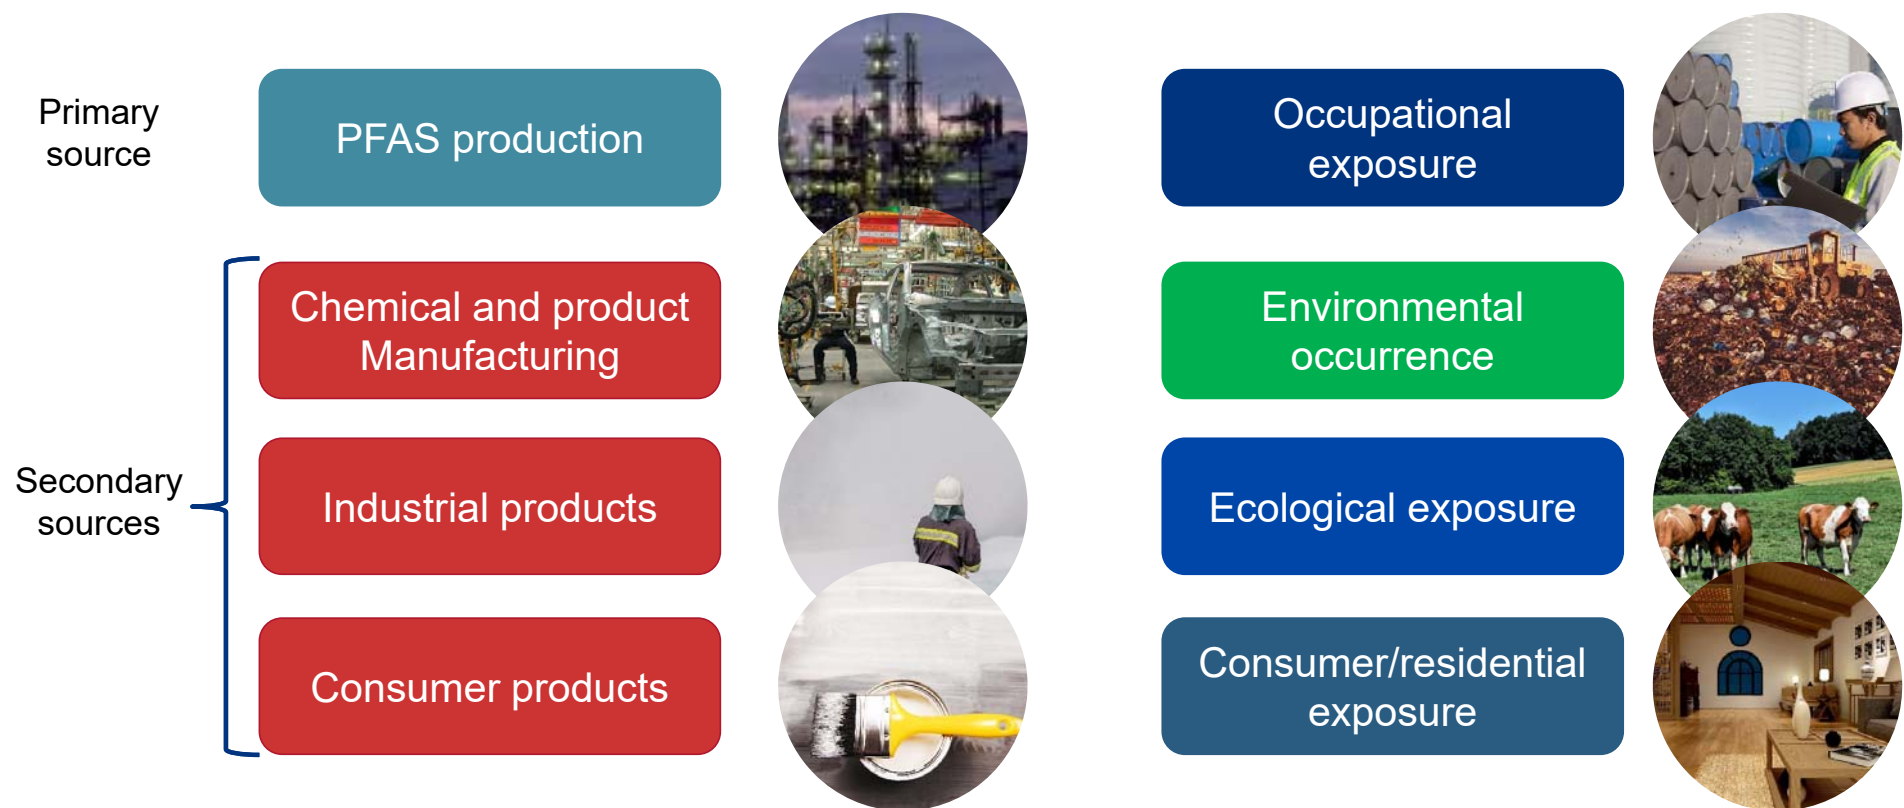 Primary
source
PFAS production
Occupational
exposure
Chemical and product
Manufacturing
Environmental
occurrence
Secondary
sources
Industrial products
Ecological exposure
Consumer products
Consumer/residential
exposure